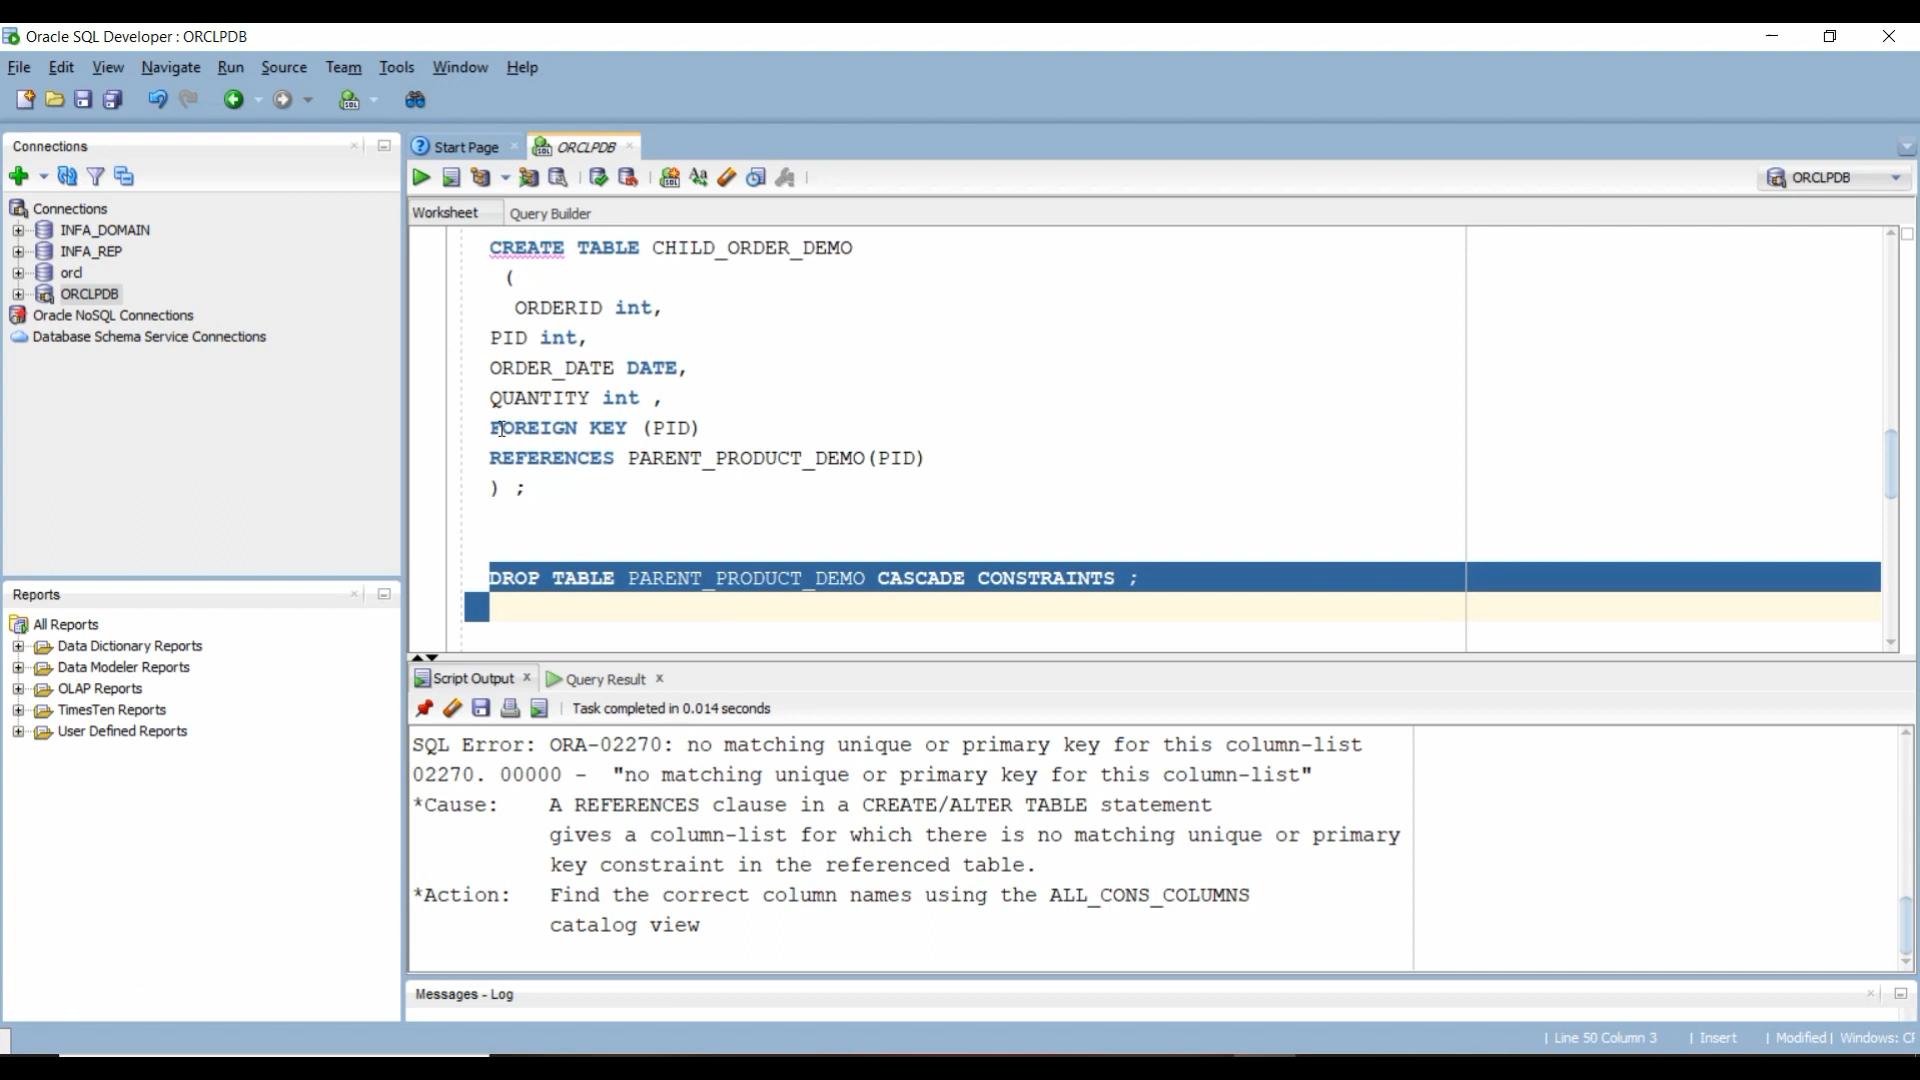 Oracle SQL Developer : ORCLPDB
File Edit View Navigate Run Source Team Tools Window Help
Connections
Start Page
ORCLPDB
ORCLPDB
Worksheet
Query Builder
Connections
INFA_DOMAIN
INFA_REP
orcl
ORCLPDB
Oracle NoSQL Connections
Database Schema Service Connections
CREATE TABLE CHILD_ORDER_DEMO
(
ORDERID int,
PID int,
ORDER_DATE DATE,
QUANTITY int ,
FOREIGN KEY (PID)
REFERENCES PARENT_PRODUCT_DEMO(PID)
) ;
DROP TABLE PARENT_PRODUCT_DEMO CASCADE CONSTRAINTS ;
Reports
All Reports
Data Dictionary Reports
Data Modeler Reports
OLAP Reports
TimesTen Reports
User Defined Reports
Script Output
Query Result
Task completed in 0.014 seconds
SQL Error: ORA-02270: no matching unique or primary key for this column-list
02270. 00000 - "no matching unique or primary key for this column-list"
*Cause: A REFERENCES clause in a CREATE/ALTER TABLE statement
gives a column-list for which there is no matching unique or primary
key constraint in the referenced table.
*Action: Find the correct column names using the ALL_CONS_COLUMNS
catalog view
Messages - Log
| Line 50 Column 3 | Insert | Modified | Windows: CF